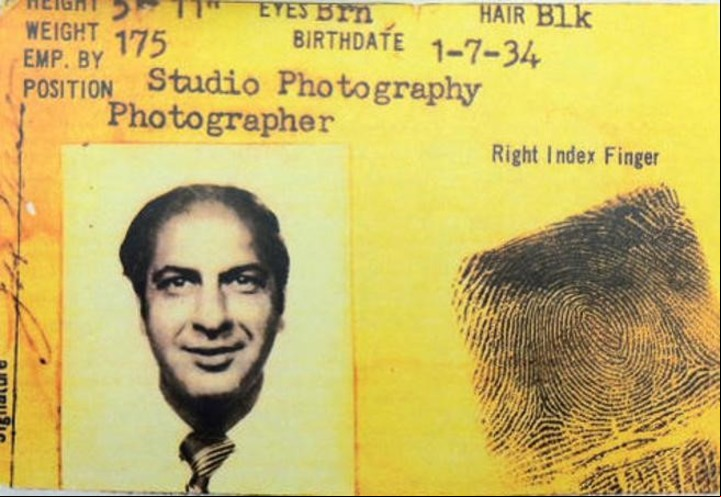 HEIGHT 5' 11" EYES Brn HAIR Blk
WEIGHT 175 BIRTHDATE 1-7-34
EMP. BY Studio Photography
POSITION Photographer
Right Index Finger
Signature